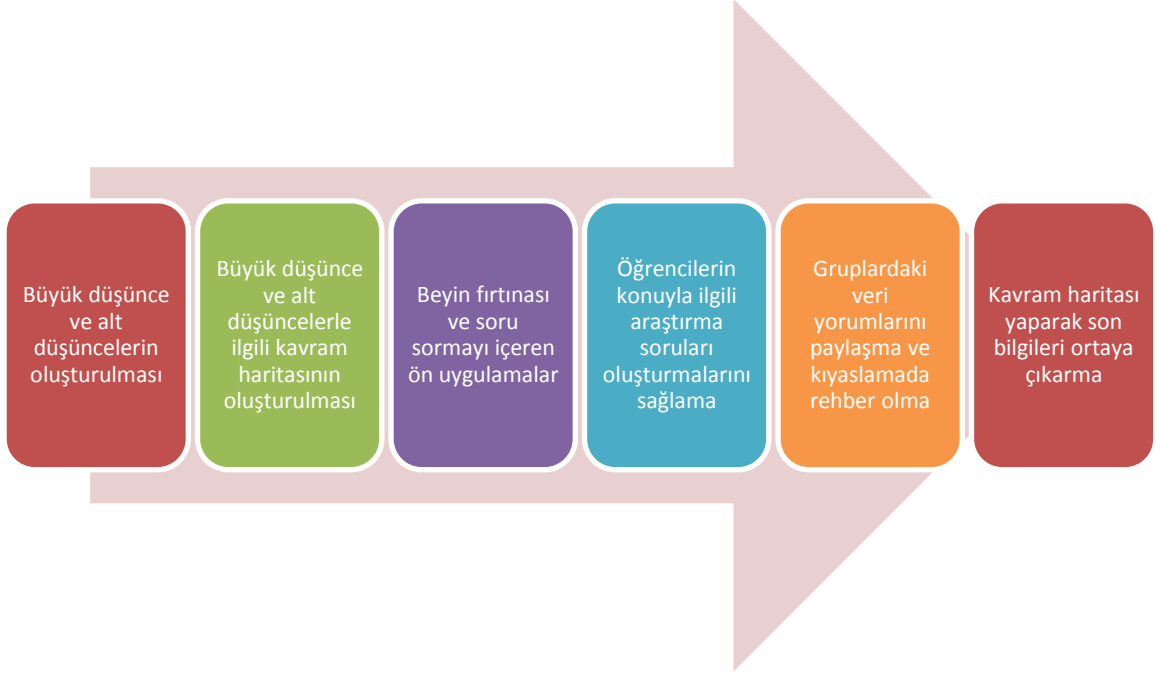 Büyük düşünce
ve alt
düşüncelerin
oluşturulması
Büyük düşünce
ve alt
düşüncelerle
ilgili kavram
haritasının
oluşturulması
Beyin fırtınası
ve soru
sormayı içeren
ön uygulamalar
Öğrencilerin
konuyla ilgili
araştırma
soruları
oluşturmalarını
sağlama
Gruplardaki
veri
yorumlarını
paylaşma ve
kıyaslamada
rehber olma
Kavram haritası
yaparak son
bilgileri ortaya
çıkarma